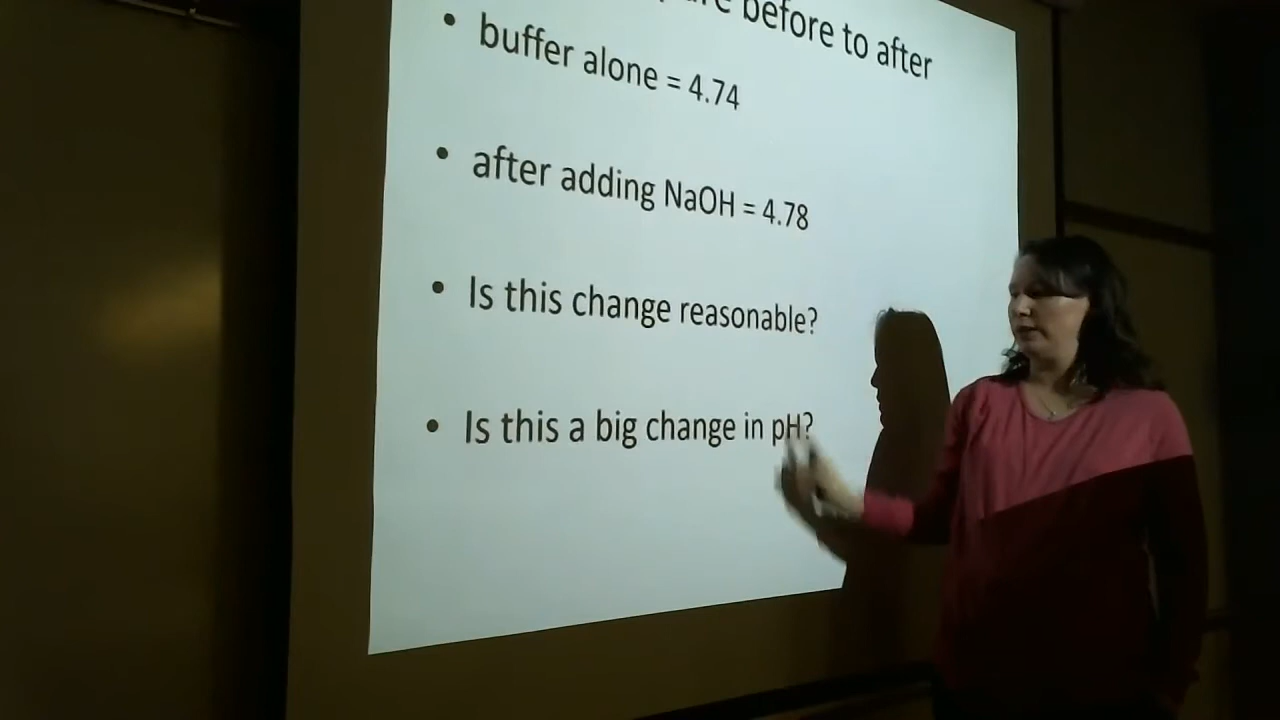 before to after
• buffer alone = 4.74
• after adding NaOH = 4.78
• Is this change reasonable?
• Is this a big change in pH?